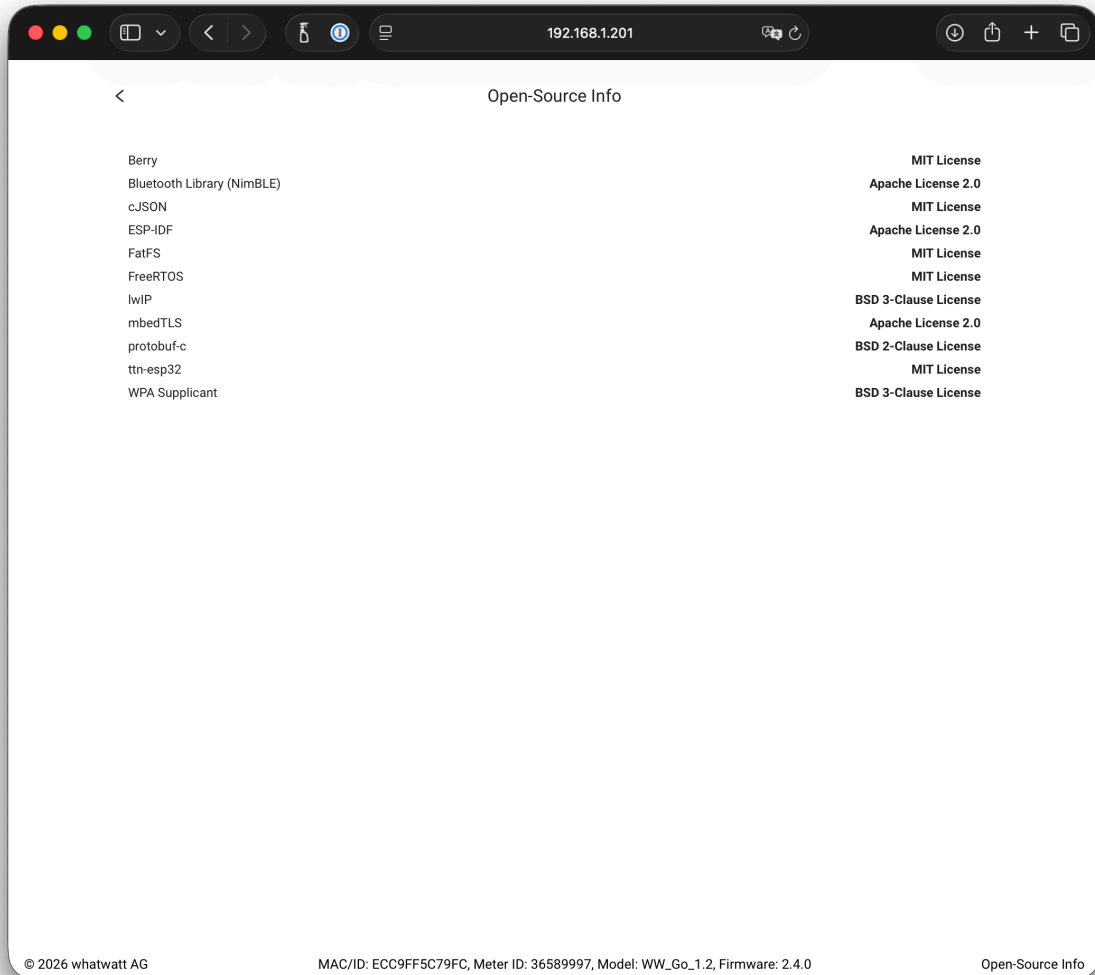 192.168.1.201
Open-Source Info
Berry MIT License
Bluetooth Library (NimBLE) Apache License 2.0
cJSON MIT License
ESP-IDF Apache License 2.0
FatFS MIT License
FreeRTOS MIT License
lwIP BSD 3-Clause License
mbedTLS Apache License 2.0
protobuf-c BSD 2-Clause License
ttn-esp32 MIT License
WPA Supplicant BSD 3-Clause License
© 2026 whatwatt AG MAC/ID: ECC9FF5C79FC, Meter ID: 36589997, Model: WW_Go_1.2, Firmware: 2.4.0 Open-Source Info